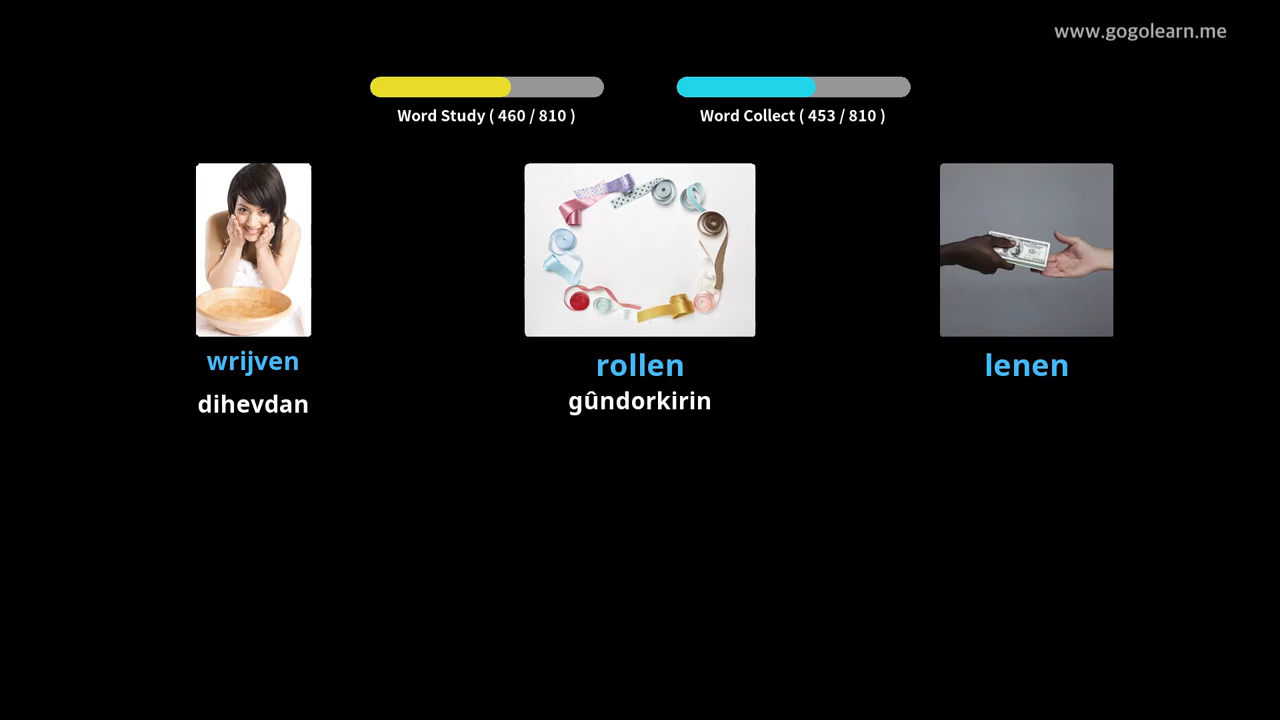 www.gogolearn.me
Word Study ( 460 / 810 )
Word Collect ( 453 / 810 )
wrijven
rollen
lenen
dihevdan
gûndorkirin